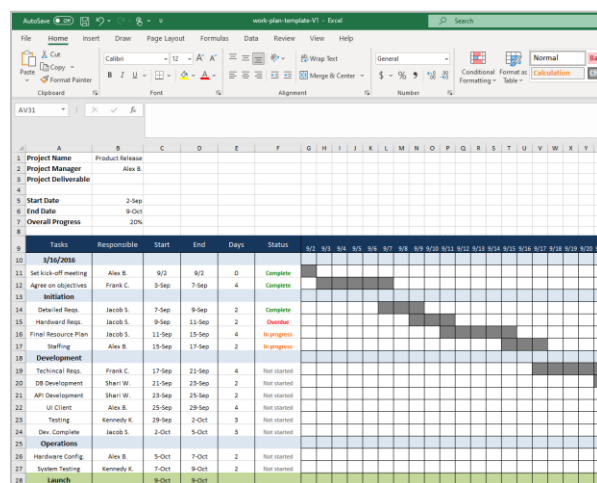 AutoSave Off work-plan-template-V1 - Excel Search
File Home Insert Draw Page Layout Formulas Data Review View Help
Paste Cut Copy Format Painter Calibri 12 A A Wrap Text General Conditional Formatting Format as Table Normal
B I U A Merge & Center $ % 9 Calculation
Clipboard Font Alignment Number
AV31 fx
A B C D E F G H I J K L M N O P Q R S T U V W X Y
1 Project Name Product Release
2 Project Manager Alex B.
3 Project Deliverable
4
5 Start Date 2-Sep
6 End Date 9-Oct
7 Overall Progress 20%
8
9 Tasks Responsible Start End Days Status 9/2 9/3 9/4 9/5 9/6 9/7 9/8 9/9 9/10 9/11 9/12 9/13 9/14 9/15 9/16 9/17 9/18 9/19 9/20
10 3/16/2016
11 Set kick-off meeting Alex B. 9/2 9/2 0 Complete
12 Agree on objectives Frank C. 3-Sep 7-Sep 4 Complete
13 Initiation
14 Detailed Reqs. Jacob S. 7-Sep 9-Sep 2 Complete
15 Hardware Reqs. Jacob S. 9-Sep 11-Sep 2 Overdue
16 Final Resource Plan Jacob S. 11-Sep 15-Sep 4 In progress
17 Staffing Alex B. 15-Sep 17-Sep 2 In progress
18 Development
19 Techincal Reqs. Frank C. 17-Sep 21-Sep 4 Not started
20 DB Development Shari W. 21-Sep 23-Sep 2 Not started
21 API Development Shari W. 23-Sep 25-Sep 2 Not started
22 UI Client Alex B. 25-Sep 29-Sep 4 Not started
23 Testing Kennedy K. 29-Sep 2-Oct 3 Not started
24 Dev. Complete Jacob S. 2-Oct 5-Oct 3 Not started
25 Operations
26 Hardware Config. Alex B. 5-Oct 7-Oct 2 Not started
27 System Testing Kennedy K. 7-Oct 9-Oct 2 Not started
28 Launch 9-Oct 9-Oct